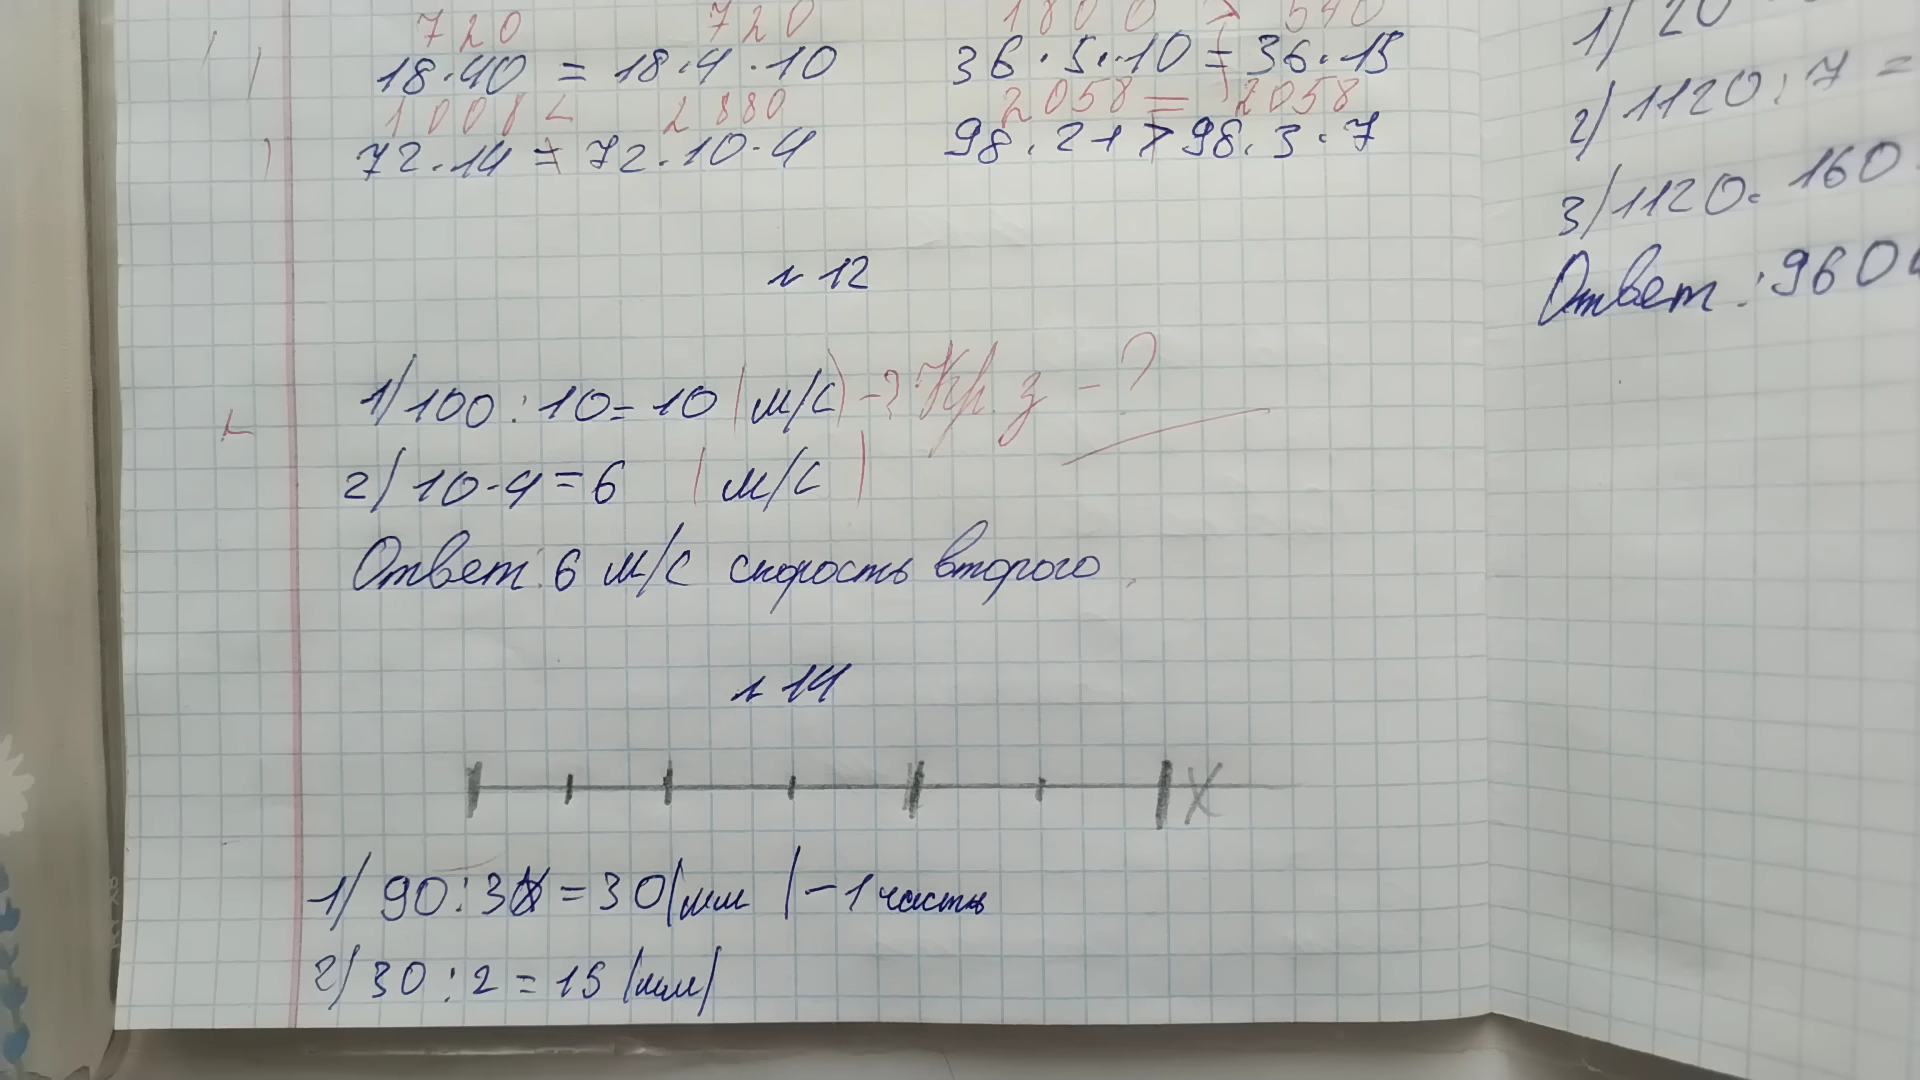 720 720 1800 > 540
18·40 = 18·4·10 36·5·10 = 36·15
1008 < 2880 2058 = 2058
72·14 = 72·10·4 98·21 > 98·3·7
н 12
1) 100 : 10 = 10 (м/с) - ? Кр. з - ?
2) 10 - 4 = 6 (м/с)
Ответ: 6 м/с скорость второго.
н 14
X
1) 90 : 3 = 30 (мм) - 1 часть
2) 30 : 2 = 15 (мм)
1) 20
2) 1120 : 7 =
3) 1120 - 160
Ответ: 960